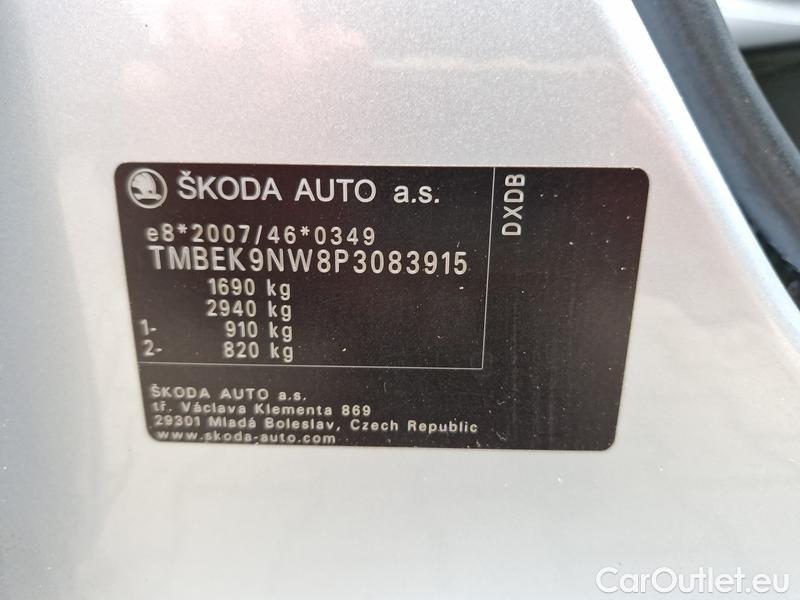 ŠKODA AUTO a.s.
e8*2007/46*0349
TMBEK9NW8P3083915
1690 kg
2940 kg
1- 910 kg
2- 820 kg
DXDB
ŠKODA AUTO a.s.
tř. Václava Klementa 869
29301 Mladá Boleslav, Czech Republic
www.skoda-auto.com
CarOutlet.eu